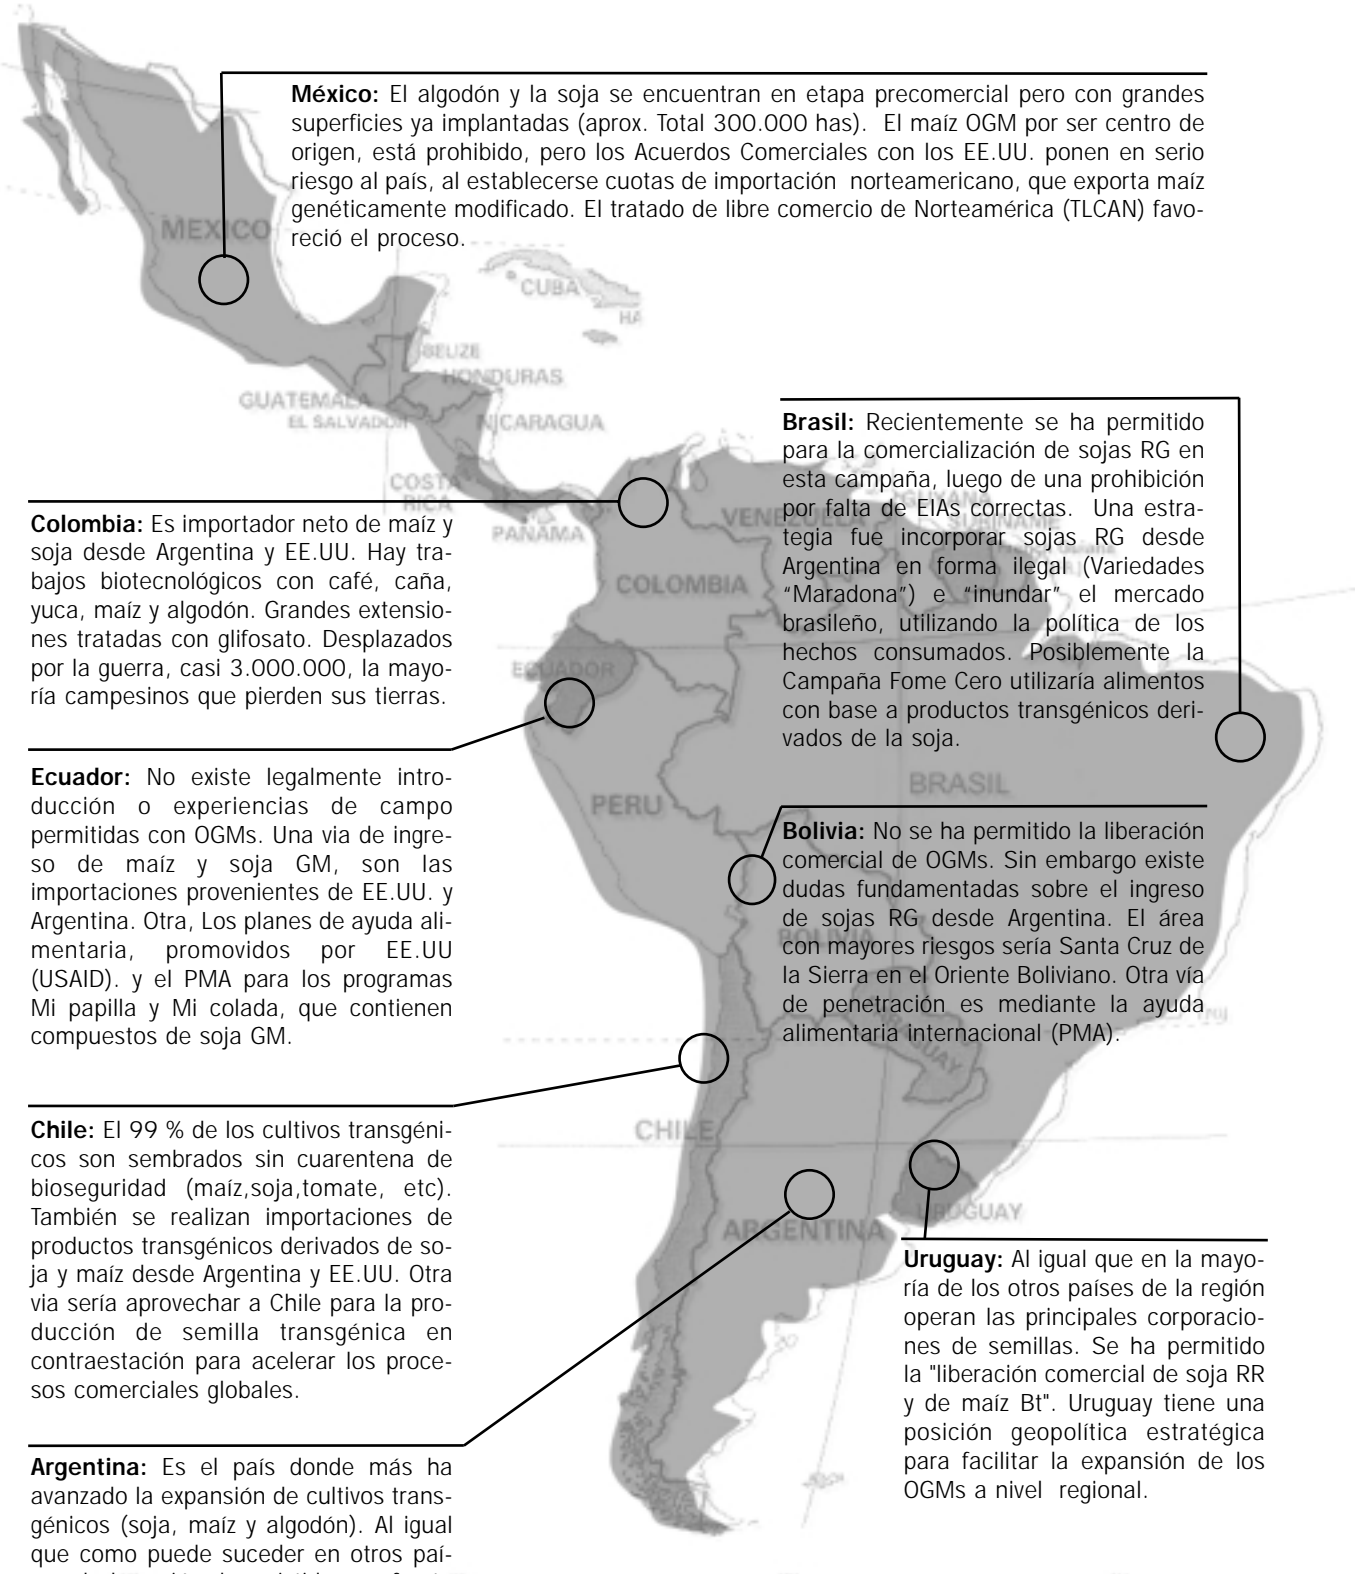 México: El algodón y la soja se encuentran en etapa precomercial pero con grandes
superficies ya implantadas (aprox. Total 300.000 has). El maíz OGM por ser centro de
origen, está prohibido, pero los Acuerdos Comerciales con los EE.UU. ponen en serio
riesgo al país, al establecerse cuotas de importación norteamericano, que exporta maíz
genéticamente modificado. El tratado de libre comercio de Norteamérica (TLCAN) favo-
reció el proceso.
MEXICO
CUBA
HA
BELIZE
HONDURAS
GUATEMALA
EL SALVADOR
NICARAGUA
COSTA
RICA
PANAMA
VENEZUELA
GUYANA
SURINAME
COLOMBIA
ECUADOR
PERU
BRASIL
BOLIVIA
PARAGUAY
CHILE
ARGENTINA
URUGUAY
Brasil: Recientemente se ha permitido
para la comercialización de sojas RG en
esta campaña, luego de una prohibición
por falta de EIAs correctas. Una estra-
tegia fue incorporar sojas RG desde
Argentina en forma ilegal (Variedades
“Maradona”) e “inundar” el mercado
brasileño, utilizando la política de los
hechos consumados. Posiblemente la
Campaña Fome Cero utilizaría alimentos
con base a productos transgénicos deri-
vados de la soja.
Colombia: Es importador neto de maíz y
soja desde Argentina y EE.UU. Hay tra-
bajos biotecnológicos con café, caña,
yuca, maíz y algodón. Grandes extensio-
nes tratadas con glifosato. Desplazados
por la guerra, casi 3.000.000, la mayo-
ría campesinos que pierden sus tierras.
Ecuador: No existe legalmente intro-
ducción o experiencias de campo
permitidas con OGMs. Una via de ingre-
so de maíz y soja GM, son las
importaciones provenientes de EE.UU. y
Argentina. Otra, Los planes de ayuda ali-
mentaria, promovidos por EE.UU
(USAID). y el PMA para los programas
Mi papilla y Mi colada, que contienen
compuestos de soja GM.
Bolivia: No se ha permitido la liberación
comercial de OGMs. Sin embargo existe
dudas fundamentadas sobre el ingreso
de sojas RG desde Argentina. El área
con mayores riesgos sería Santa Cruz de
la Sierra en el Oriente Boliviano. Otra vía
de penetración es mediante la ayuda
alimentaria internacional (PMA).
Chile: El 99 % de los cultivos transgéni-
cos son sembrados sin cuarentena de
bioseguridad (maíz,soja,tomate, etc).
También se realizan importaciones de
productos transgénicos derivados de so-
ja y maíz desde Argentina y EE.UU. Otra
via sería aprovechar a Chile para la pro-
ducción de semilla transgénica en
contraestación para acelerar los proce-
sos comerciales globales.
Uruguay: Al igual que en la mayo-
ría de los otros países de la región
operan las principales corporacio-
nes de semillas. Se ha permitido
la "liberación comercial de soja RR
y de maíz Bt". Uruguay tiene una
posición geopolítica estratégica
para facilitar la expansión de los
OGMs a nivel regional.
Argentina: Es el país donde más ha
avanzado la expansión de cultivos trans-
génicos (soja, maíz y algodón). Al igual
que como puede suceder en otros paí-